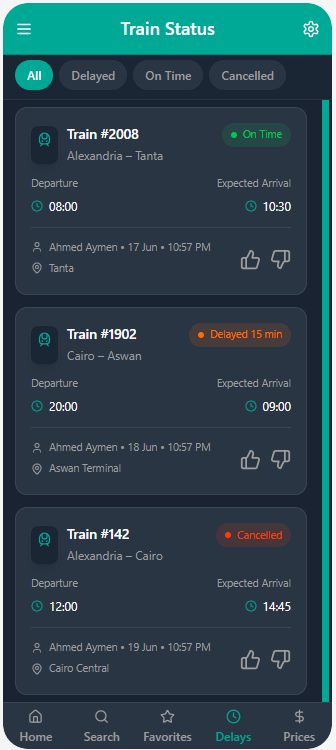 Train Status
All Delayed On Time Cancelled
Train #2008 On Time
Alexandria – Tanta
Departure Expected Arrival
08:00 10:30
Ahmed Aymen • 17 Jun • 10:57 PM
Tanta
Train #1902 Delayed 15 min
Cairo – Aswan
Departure Expected Arrival
20:00 09:00
Ahmed Aymen • 18 Jun • 10:57 PM
Aswan Terminal
Train #142 Cancelled
Alexandria – Cairo
Departure Expected Arrival
12:00 14:45
Ahmed Aymen • 19 Jun • 10:57 PM
Cairo Central
Home Search Favorites Delays Prices